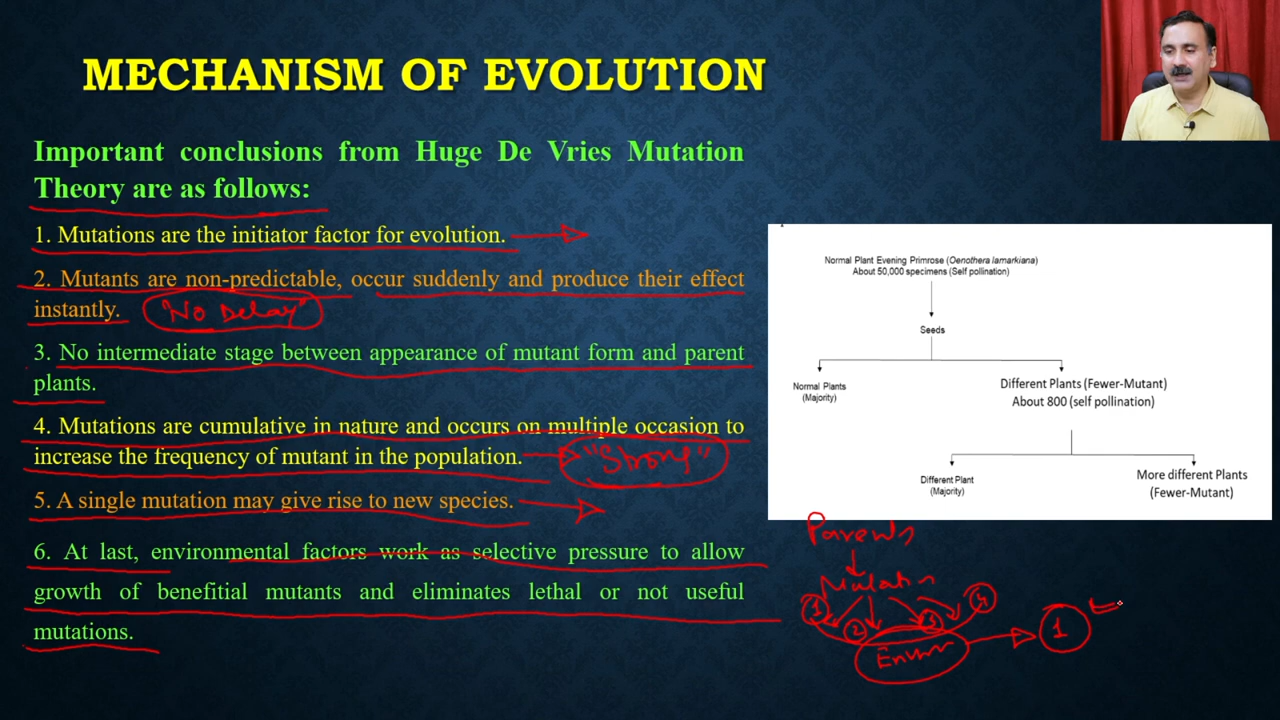 MECHANISM OF EVOLUTION
Important conclusions from Huge De Vries Mutation
Theory are as follows:
1. Mutations are the initiator factor for evolution.
2. Mutants are non-predictable, occur suddenly and produce their effect
instantly. "No Delay"
3. No intermediate stage between appearance of mutant form and parent
plants.
4. Mutations are cumulative in nature and occurs on multiple occasion to
increase the frequency of mutant in the population. "Strong"
5. A single mutation may give rise to new species.
6. At last, environmental factors work as selective pressure to allow
growth of benefitial mutants and eliminates lethal or not useful
mutations.
Normal Plant Evening Primrose (Oenothera lamarkiana)
About 50,000 specimens (Self pollination)
Seeds
Normal Plants
(Majority)
Different Plants (Fewer-Mutant)
About 800 (self pollination)
Different Plant
(Majority)
More different Plants
(Fewer-Mutant)
Parents
Mutation
1 2 3 4
1